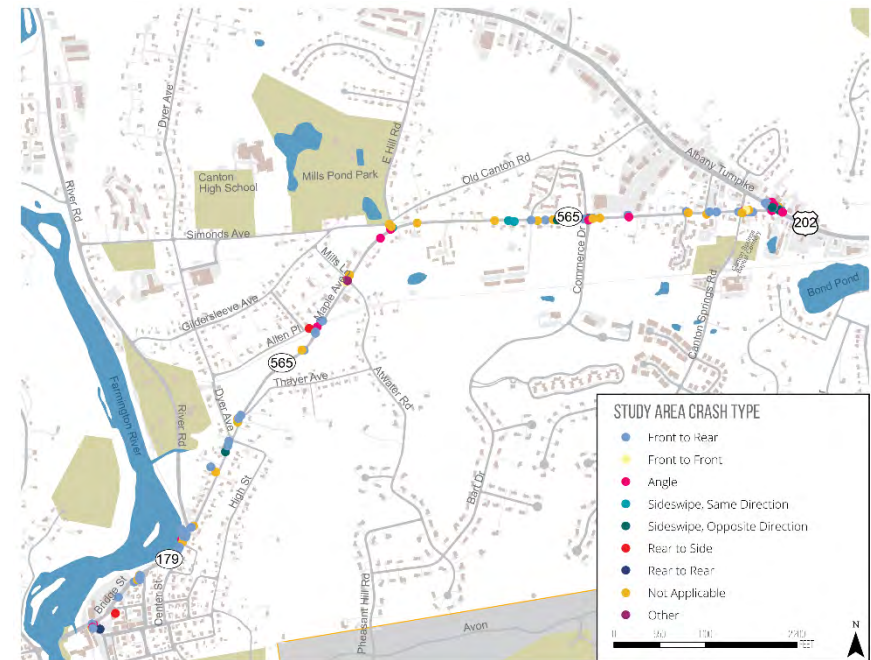 Dyer Ave
River Rd
Canton
High School
Mills Pond Park
E Hill Rd
Old Canton Rd
Albany Turnpike
Simonds Ave
565
202
Mills
Commerce Dr
Canton Springs Rd
Bond Pond
Gildersleeve Ave
Maple Ave
Allen Pl
565
Thayer Ave
Atwater Rd
Farmington River
River Rd
Dyer Ave
High St
Bart Dr
179
Bridge St
Center St
Pheasant Hill Rd
Avon
STUDY AREA CRASH TYPE
Front to Rear
Front to Front
Angle
Sideswipe, Same Direction
Sideswipe, Opposite Direction
Rear to Side
Rear to Rear
Not Applicable
Other
N
0